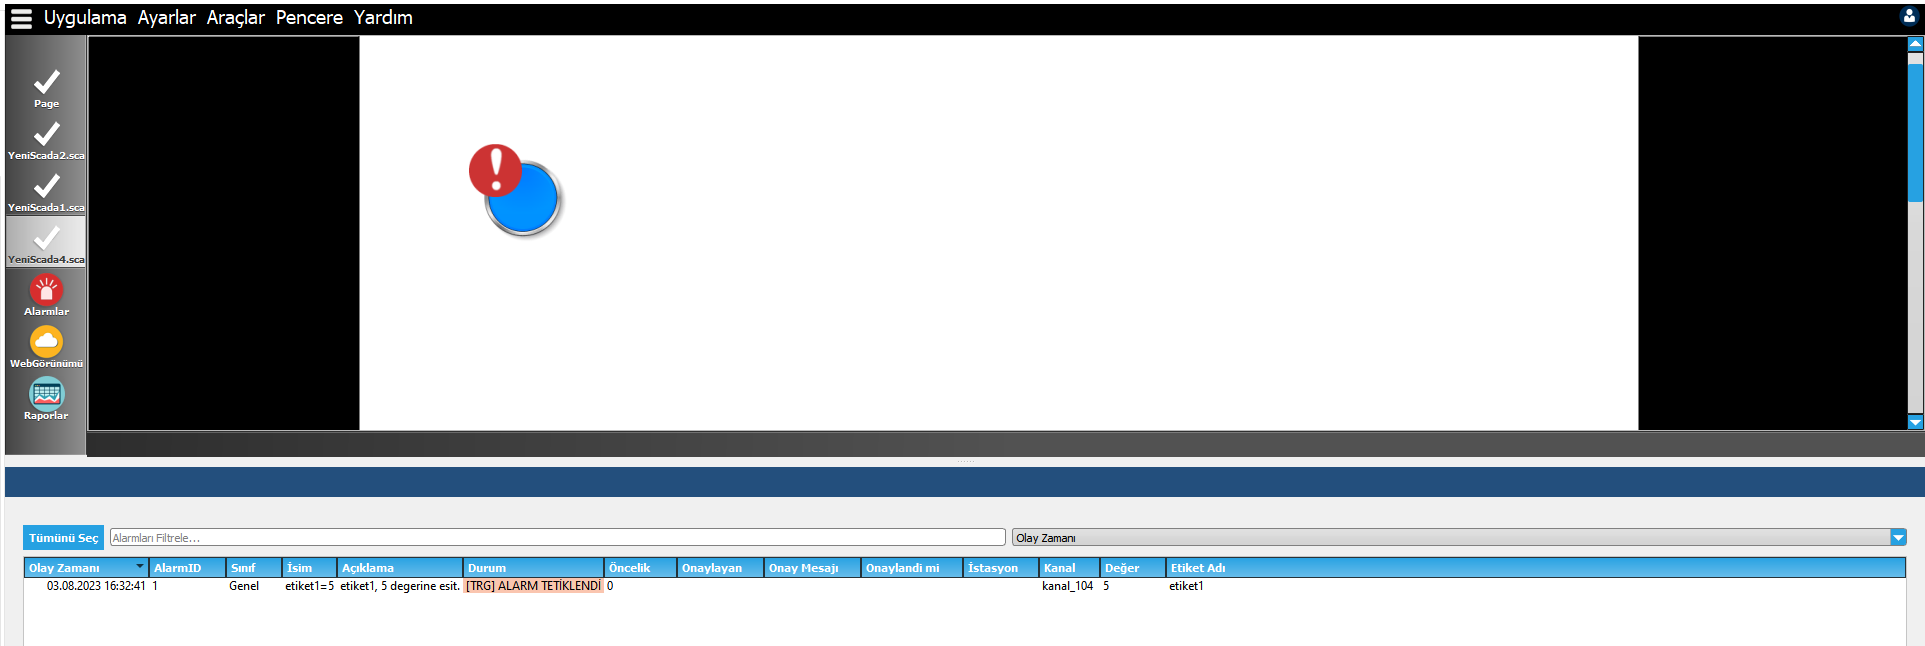 Uygulama Ayarlar Araçlar Pencere Yardım
Page
YeniScada2.sca
YeniScada1.sca
YeniScada4.sca
Alarmlar
WebGörünümü
Raporlar
Tümünü Seç Alarmları Filtrele... Olay Zamanı
Olay Zamanı AlarmID Sınıf İsim Açıklama Durum Öncelik Onaylayan Onay Mesajı Onaylandi mi İstasyon Kanal Değer Etiket Adı
03.08.2023 16:32:41 1 Genel etiket1=5 etiket1, 5 degerine esit. [TRG] ALARM TETİKLENDİ 0 kanal_104 5 etiket1